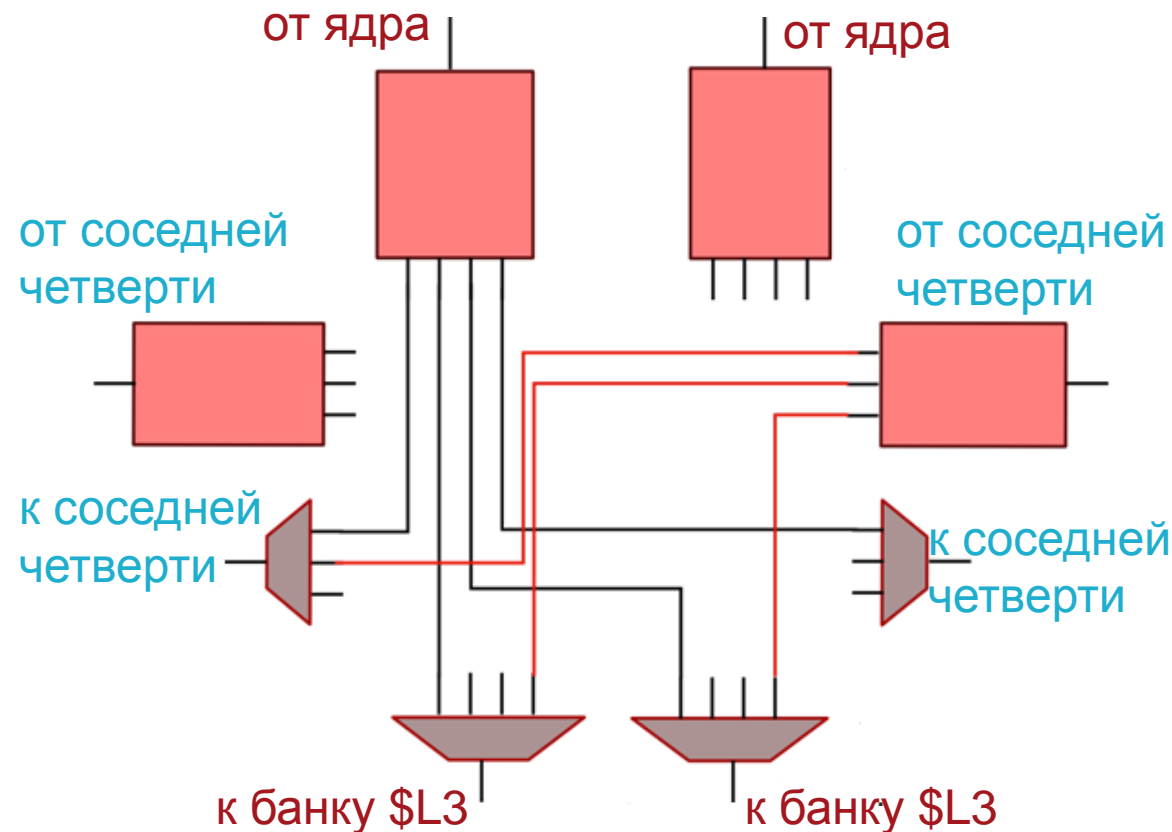 от ядра
от ядра
от соседней
четверти
от соседней
четверти
к соседней
четверти
к соседней
четверти
к банку $L3
к банку $L3